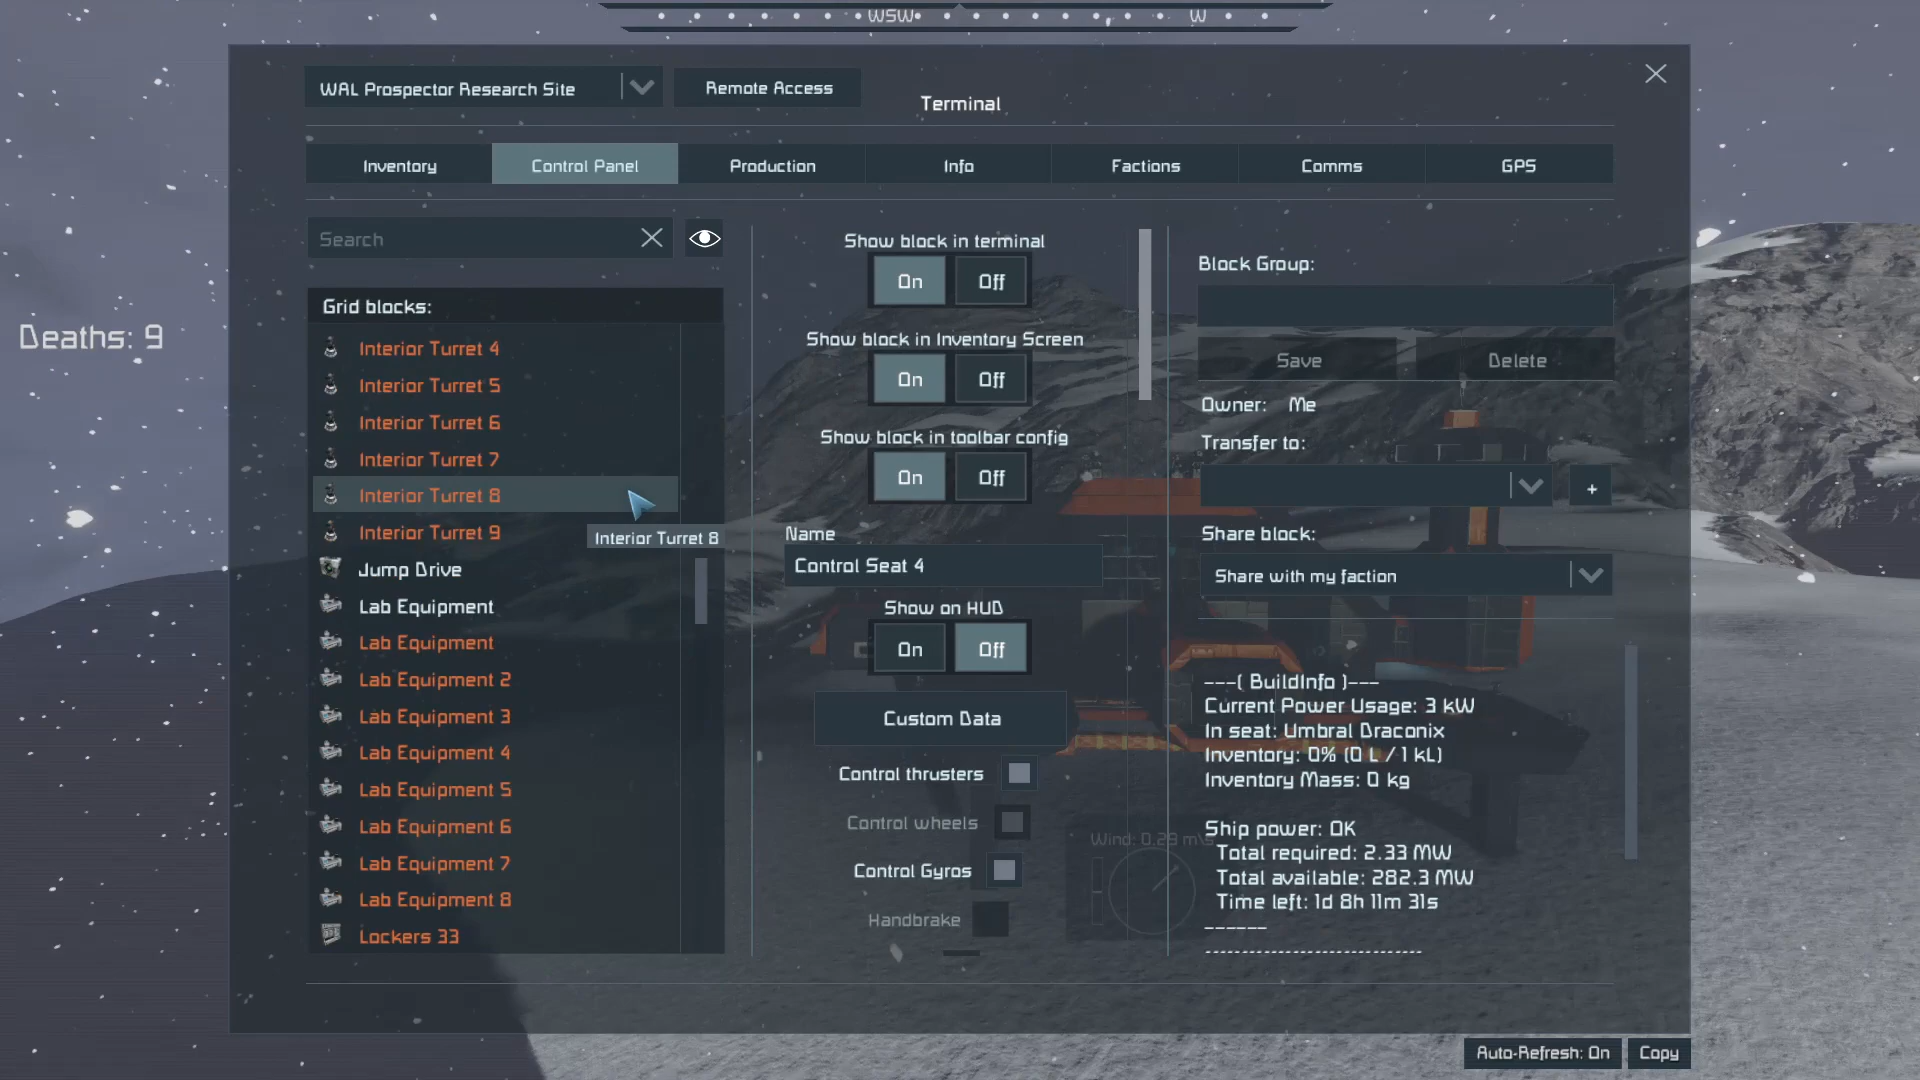 WSW
W
WAL Prospector Research Site
Remote Access
Terminal
Inventory
Control Panel
Production
Info
Factions
Comms
GPS
Search
Grid blocks:
Interior Turret 4
Interior Turret 5
Interior Turret 6
Interior Turret 7
Interior Turret 8
Interior Turret 9
Interior Turret 8
Jump Drive
Lab Equipment
Lab Equipment
Lab Equipment 2
Lab Equipment 3
Lab Equipment 4
Lab Equipment 5
Lab Equipment 6
Lab Equipment 7
Lab Equipment 8
Lockers 33
Deaths: 9
Show block in terminal
On Off
Show block in Inventory Screen
On Off
Show block in toolbar config
On Off
Name
Control Seat 4
Show on HUD
On Off
Custom Data
Control thrusters
Control wheels
Control Gyros
Handbrake
Wind: 0.29 m/s
Block Group:
Save
Delete
Owner: Me
Transfer to:
+
Share block:
Share with my faction
---( BuildInfo )---
Current Power Usage: 3 kW
In seat: Umbral Draconix
Inventory: 0% (0 L / 1 kL)
Inventory Mass: 0 kg
Ship power: OK
Total required: 2.33 MW
Total available: 282.3 MW
Time left: 1d 8h 11m 31s
------
---------------------------
Auto-Refresh: On
Copy